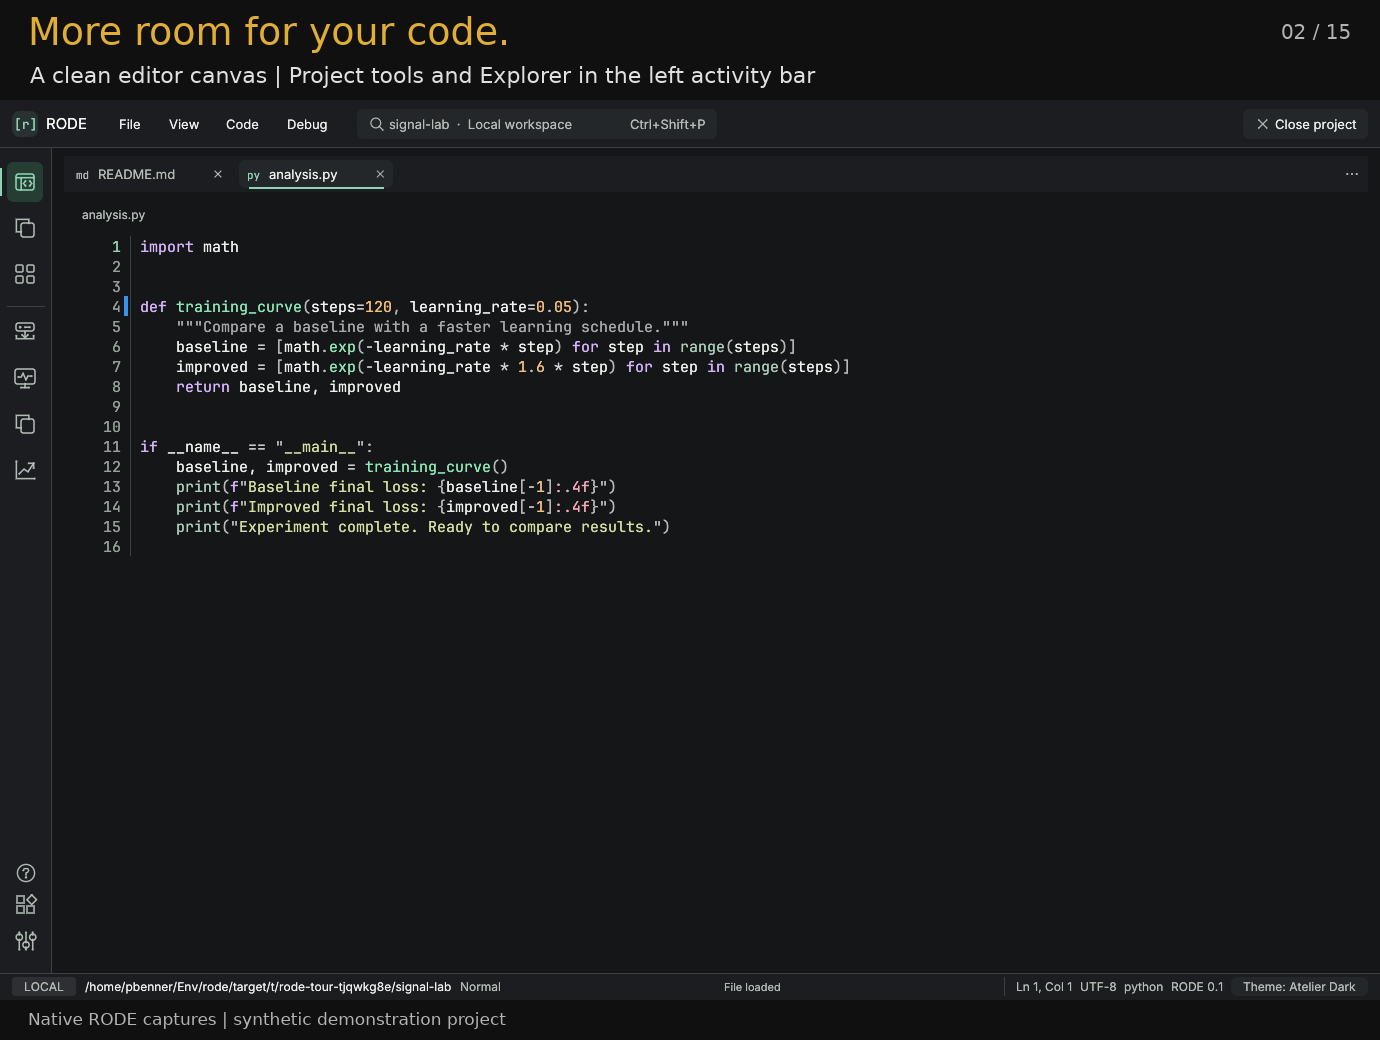 More room for your code.
02 / 15
A clean editor canvas | Project tools and Explorer in the left activity bar
[r] RODE File View Code Debug signal-lab · Local workspace Ctrl+Shift+P Close project
md README.md py analysis.py
analysis.py
1 import math
2
3
4 def training_curve(steps=120, learning_rate=0.05):
5     """Compare a baseline with a faster learning schedule."""
6     baseline = [math.exp(-learning_rate * step) for step in range(steps)]
7     improved = [math.exp(-learning_rate * 1.6 * step) for step in range(steps)]
8     return baseline, improved
9
10
11 if __name__ == "__main__":
12     baseline, improved = training_curve()
13     print(f"Baseline final loss: {baseline[-1]:.4f}")
14     print(f"Improved final loss: {improved[-1]:.4f}")
15     print("Experiment complete. Ready to compare results.")
16
LOCAL /home/pbenner/Env/rode/target/t/rode-tour-tjqwkg8e/signal-lab Normal File loaded Ln 1, Col 1 UTF-8 python RODE 0.1 Theme: Atelier Dark
Native RODE captures | synthetic demonstration project